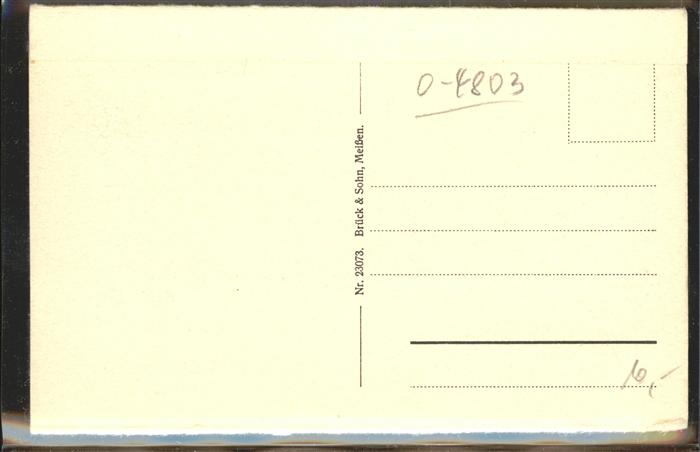 0-4803
Nr. 23073. Brück & Sohn, Meißen.
10,-